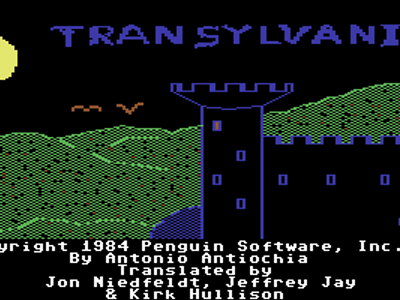 TRANSYLVANI
yright 1984 Penguin Software, Inc.
By Antonio Antiochia
Translated by
Jon Niedfeldt, Jeffrey Jay
& Kirk Hullison